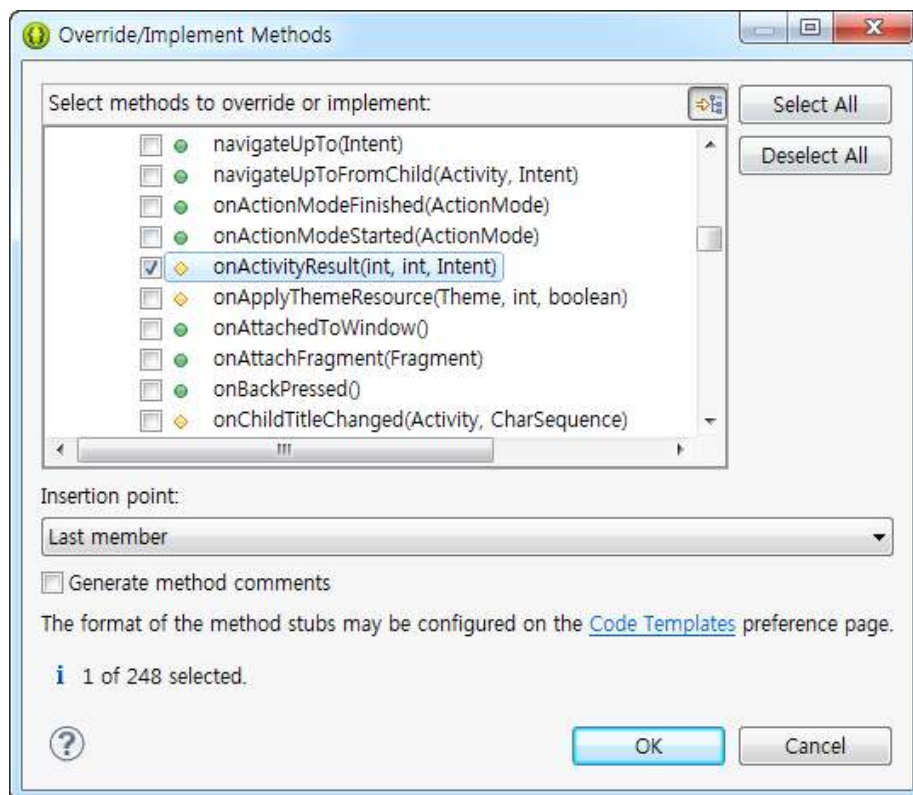 Override/Implement Methods
Select methods to override or implement:
Select All
Deselect All
navigateUpTo(Intent)
navigateUpToFromChild(Activity, Intent)
onActionModeFinished(ActionMode)
onActionModeStarted(ActionMode)
onActivityResult(int, int, Intent)
onApplyThemeResource(Theme, int, boolean)
onAttachedToWindow()
onAttachFragment(Fragment)
onBackPressed()
onChildTitleChanged(Activity, CharSequence)
Insertion point:
Last member
Generate method comments
The format of the method stubs may be configured on the Code Templates preference page.
1 of 248 selected.
OK
Cancel